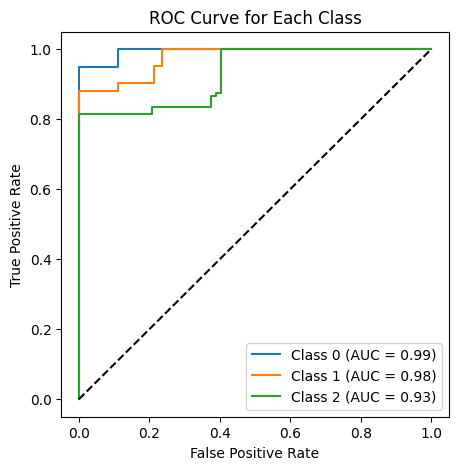 ROC Curve for Each Class
True Positive Rate
1.0
0.8
0.6
0.4
0.2
0.0
0.0 0.2 0.4 0.6 0.8 1.0
False Positive Rate
Class 0 (AUC = 0.99)
Class 1 (AUC = 0.98)
Class 2 (AUC = 0.93)